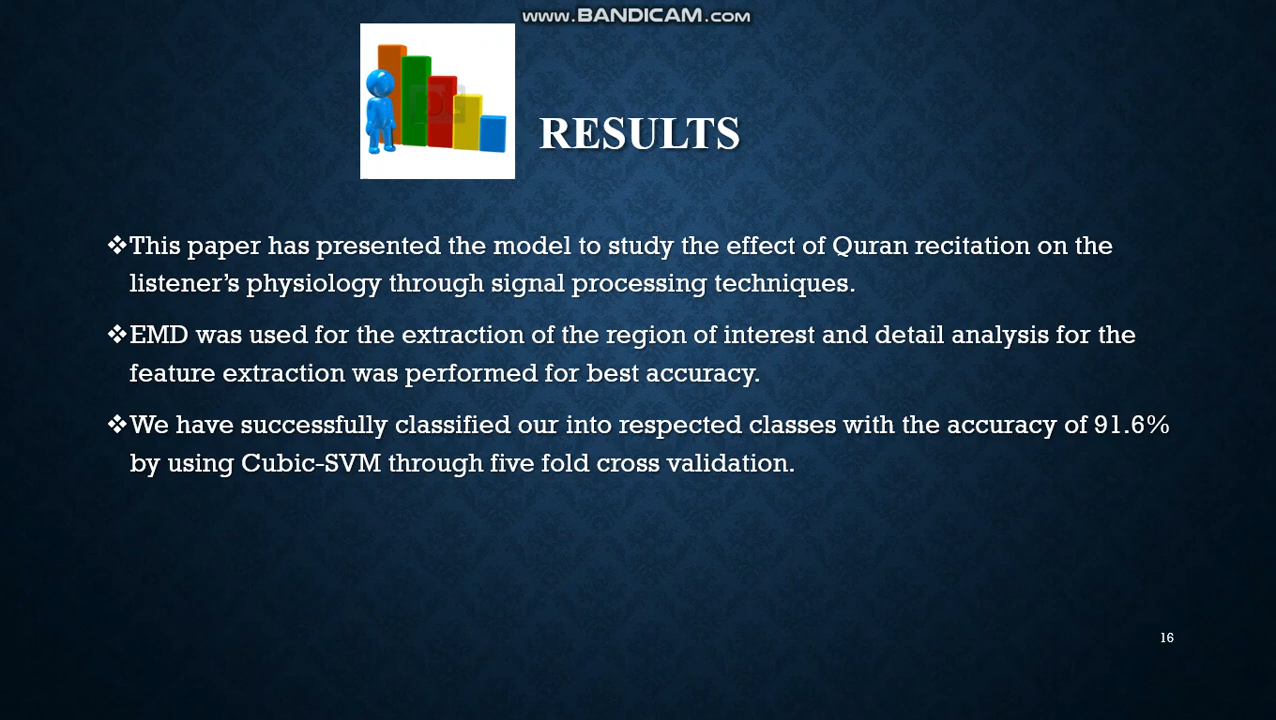 www.BANDICAM.com
RESULTS
❖This paper has presented the model to study the effect of Quran recitation on the
listener’s physiology through signal processing techniques.
❖EMD was used for the extraction of the region of interest and detail analysis for the
feature extraction was performed for best accuracy.
❖We have successfully classified our into respected classes with the accuracy of 91.6%
by using Cubic-SVM through five fold cross validation.
16